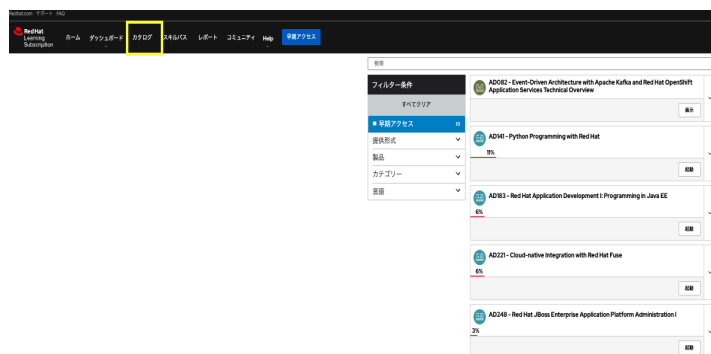 Redhat.com サポート FAQ
Red Hat
Learning
Subscription
ホーム ダッシュボード カタログ スキルパス レポート コミュニティ Help 早期アクセス
検索
フィルター条件
すべてクリア
早期アクセス 10
提供形式
製品
カテゴリー
言語
AD082 - Event-Driven Architecture with Apache Kafka and Red Hat OpenShift
Application Services Technical Overview
表示
AD141 - Python Programming with Red Hat
11%
起動
AD183 - Red Hat Application Development I: Programming in Java EE
6%
起動
AD221 - Cloud-native Integration with Red Hat Fuse
6%
起動
AD248 - Red Hat JBoss Enterprise Application Platform Administration I
3%
起動